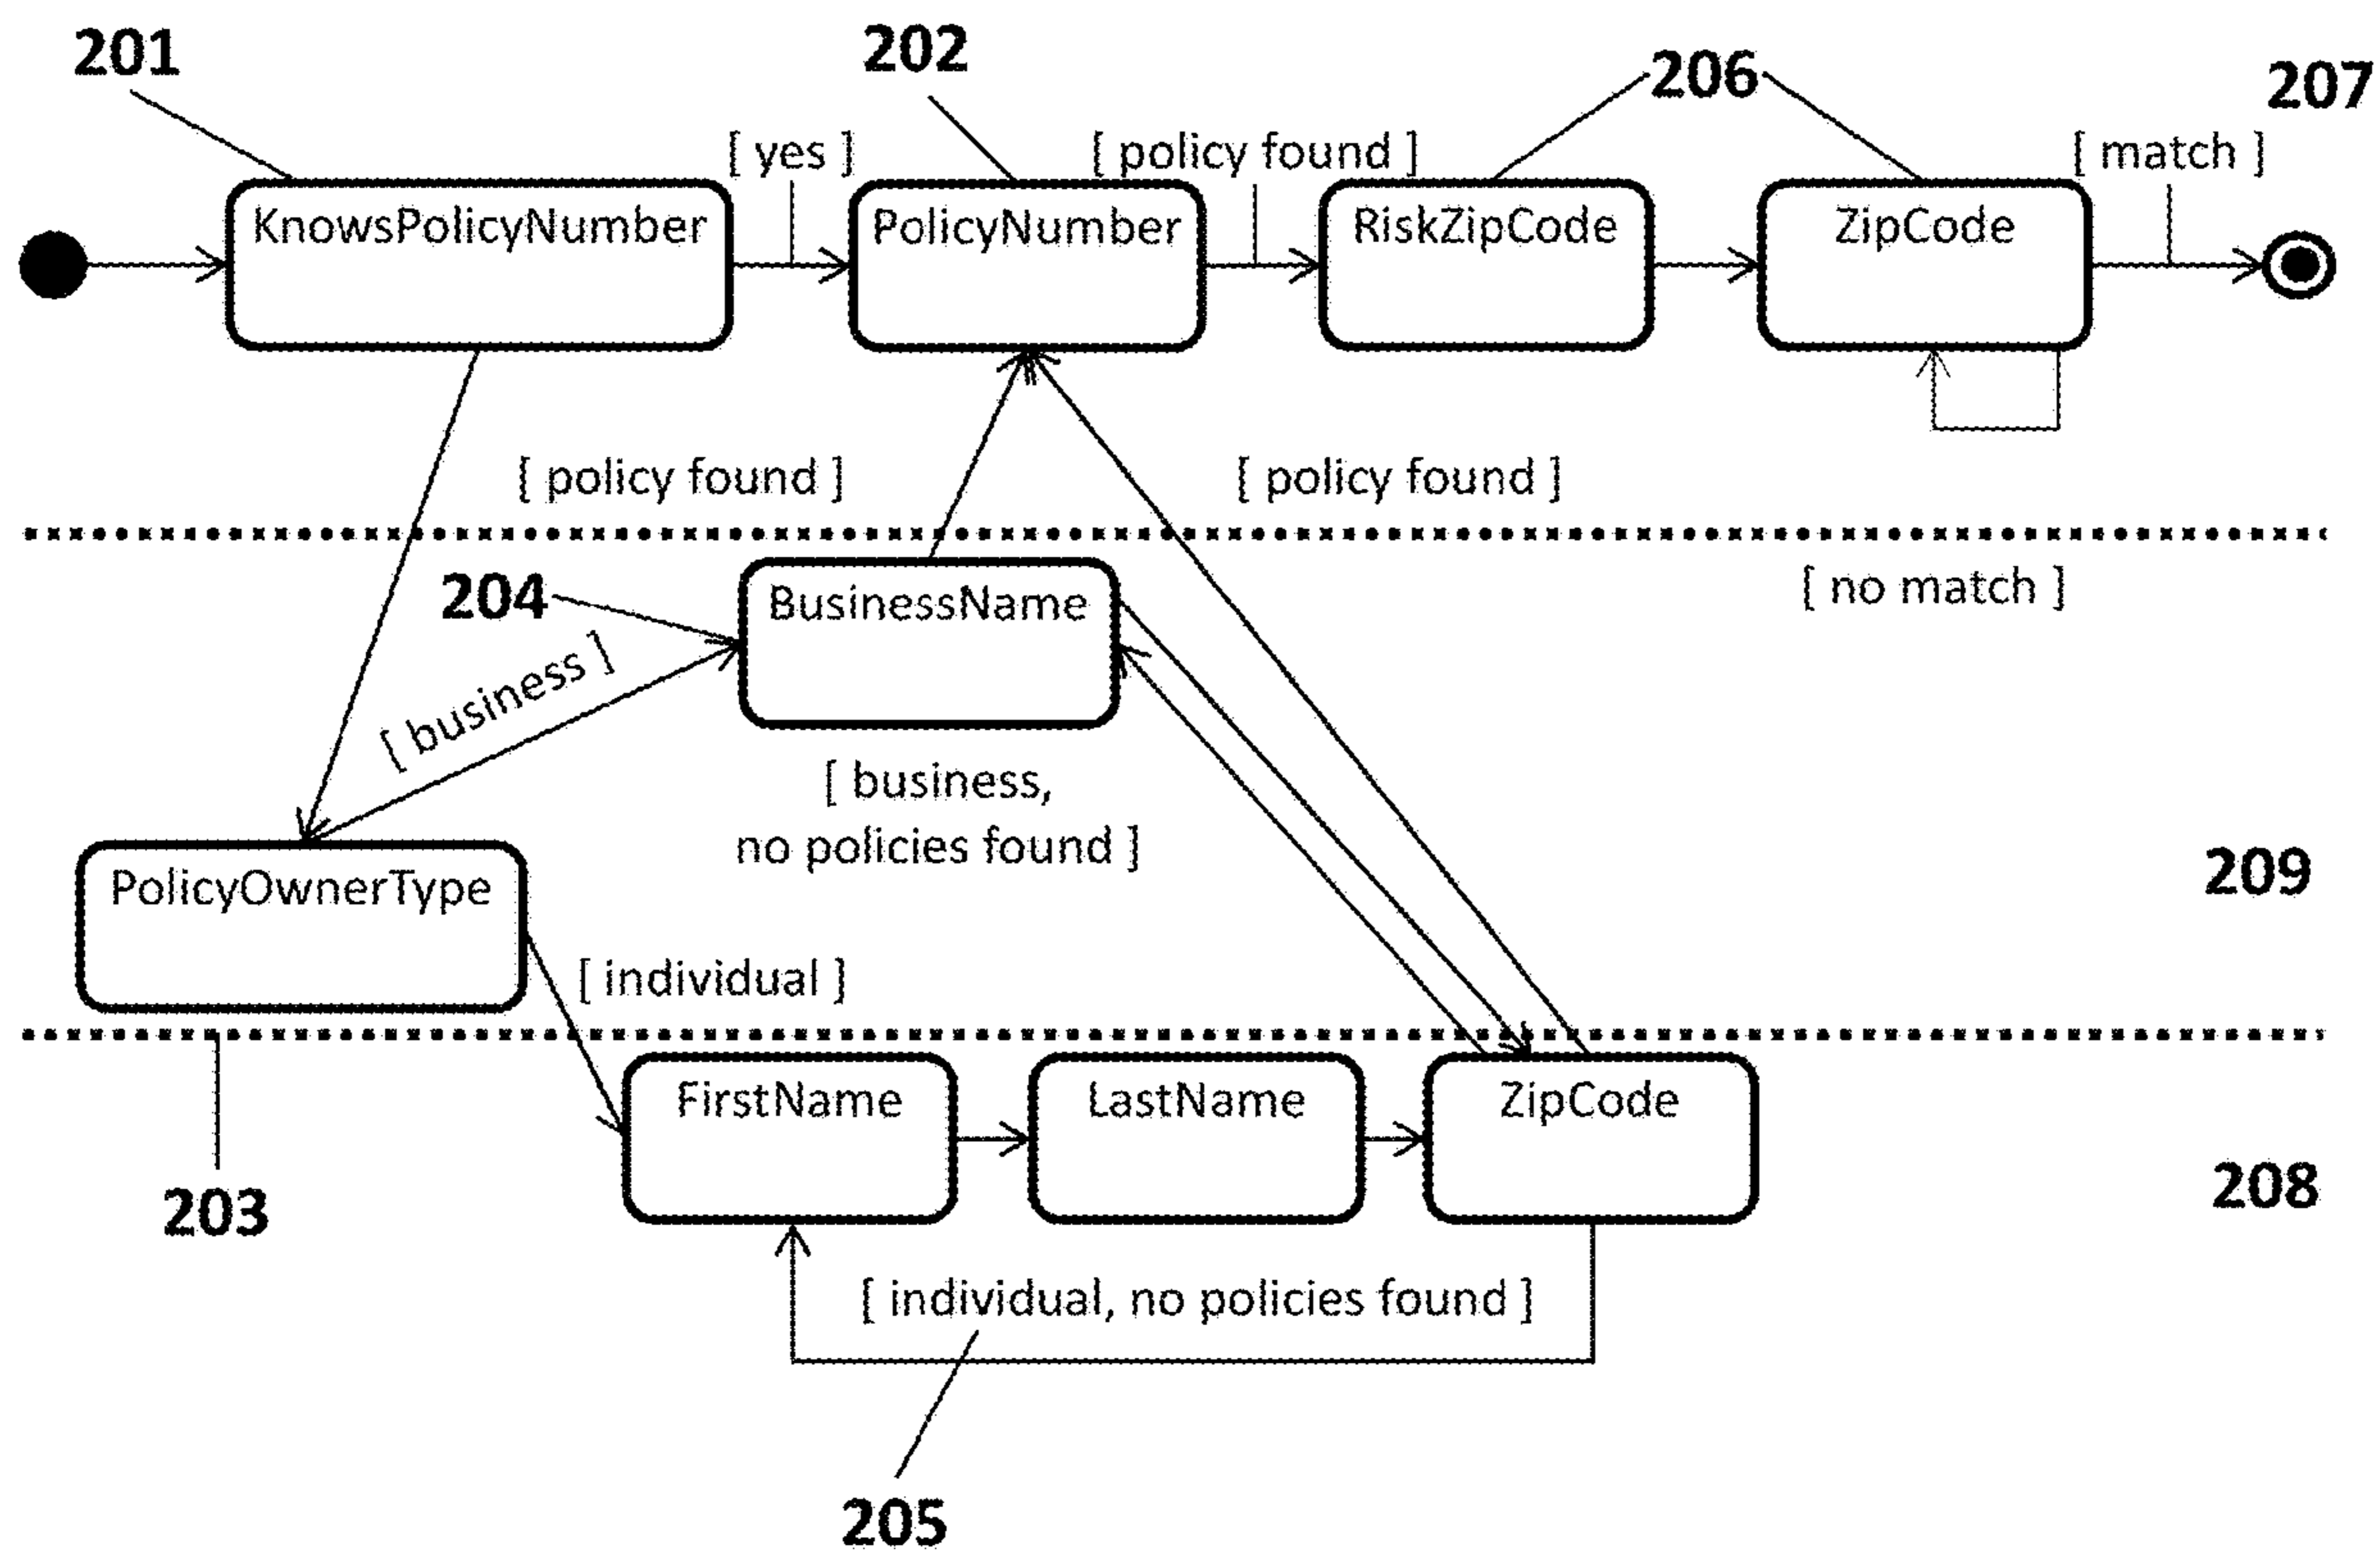 201
202
206
207
[ yes ]
[ policy found ]
[ match ]
KnowsPolicyNumber
PolicyNumber
RiskZipCode
ZipCode
[ policy found ]
[ policy found ]
[ no match ]
204
BusinessName
[ business ]
[ business,
no policies found ]
PolicyOwnerType
209
[ individual ]
FirstName
LastName
ZipCode
203
208
[ individual, no policies found ]
205